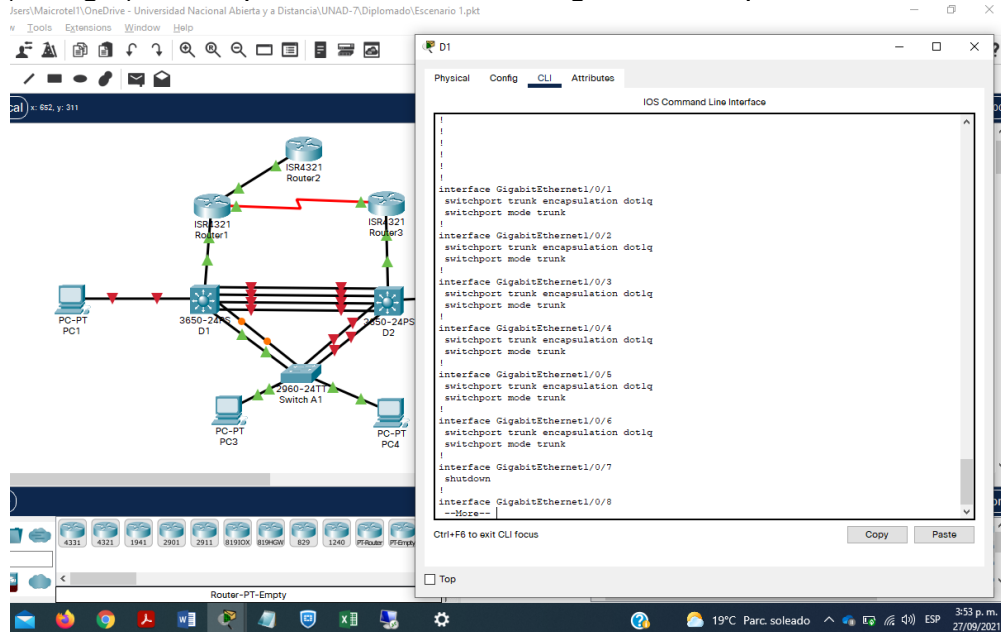 Jsers\Maicrotel1\OneDrive - Universidad Nacional Abierta y a Distancia\UNAD-7\Diplomado\Escenario 1.pkt
Tools Extensions Window Help
x: 652, y: 311
ISR4321
Router2
ISR4321
Router1
ISR4321
Router3
PC-PT
PC1
3650-24PS
D1
3650-24PS
D2
2960-24TT
Switch A1
PC-PT
PC3
PC-PT
PC4
4331 4321 1941 2901 2911 819IOX 819HGW 829 1240 PT-Router PT-Empty
Router-PT-Empty
D1
Physical Config CLI Attributes
IOS Command Line Interface
!
!
!
!
!
!
interface GigabitEthernet1/0/1
switchport trunk encapsulation dot1q
switchport mode trunk
!
interface GigabitEthernet1/0/2
switchport trunk encapsulation dot1q
switchport mode trunk
!
interface GigabitEthernet1/0/3
switchport trunk encapsulation dot1q
switchport mode trunk
!
interface GigabitEthernet1/0/4
switchport trunk encapsulation dot1q
switchport mode trunk
!
interface GigabitEthernet1/0/5
switchport trunk encapsulation dot1q
switchport mode trunk
!
interface GigabitEthernet1/0/6
switchport trunk encapsulation dot1q
switchport mode trunk
!
interface GigabitEthernet1/0/7
shutdown
!
interface GigabitEthernet1/0/8
--More--
Ctrl+F6 to exit CLI focus
Copy Paste
Top
19°C Parc. soleado
ESP
3:53 p. m.
27/09/2021